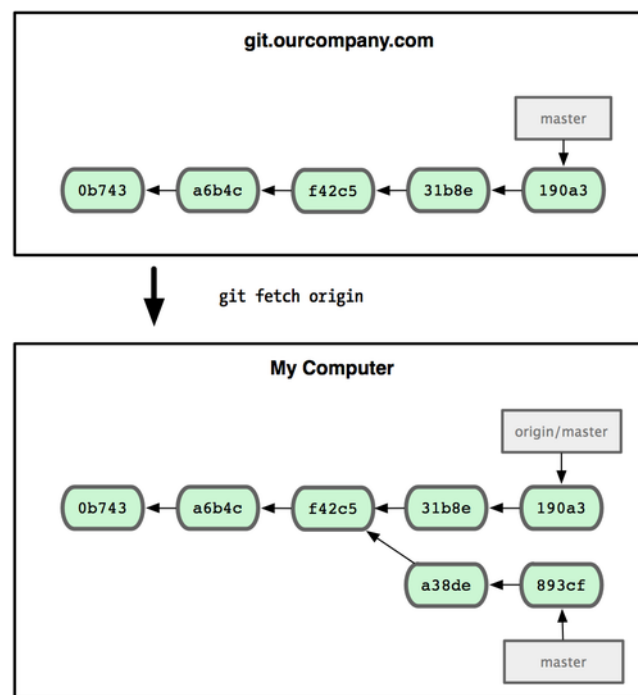 git.ourcompany.com
master
0b743 a6b4c f42c5 31b8e 190a3
git fetch origin
My Computer
origin/master
0b743 a6b4c f42c5 31b8e 190a3
a38de 893cf
master